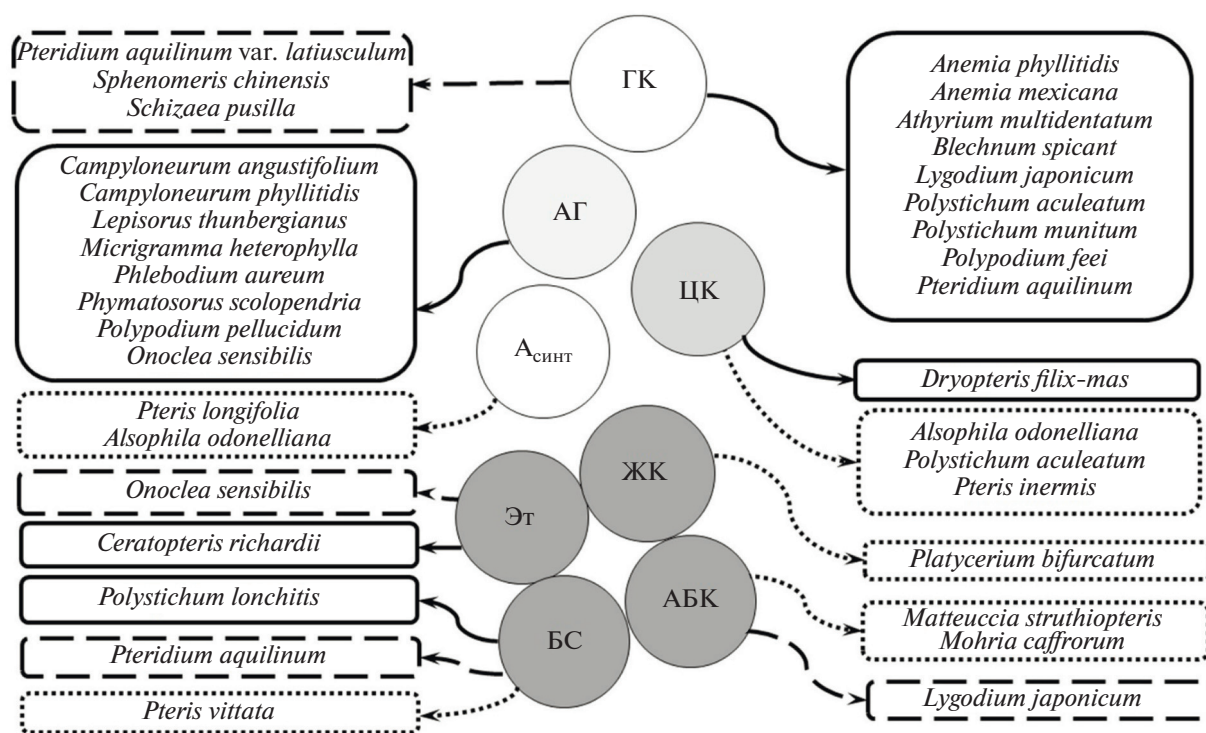 Pteridium aquilinum var. latiusculum
Sphenomeris chinensis
Schizaea pusilla
ГК
Anemia phyllitidis
Anemia mexicana
Athyrium multidentatum
Blechnum spicant
Lygodium japonicum
Polystichum aculeatum
Polystichum munitum
Polypodium feei
Pteridium aquilinum
Campyloneurum angustifolium
Campyloneurum phyllitidis
Lepisorus thunbergianus
Micrigramma heterophylla
Phlebodium aureum
Phymatosorus scolopendria
Polypodium pellucidum
Onoclea sensibilis
АГ
ЦК
Асинт
Dryopteris filix-mas
Pteris longifolia
Alsophila odonelliana
Alsophila odonelliana
Polystichum aculeatum
Pteris inermis
ЖК
Onoclea sensibilis
Эт
Ceratopteris richardii
Platycerium bifurcatum
Polystichum lonchitis
АБК
Matteuccia struthiopteris
Mohria caffrorum
БС
Pteridium aquilinum
Lygodium japonicum
Pteris vittata